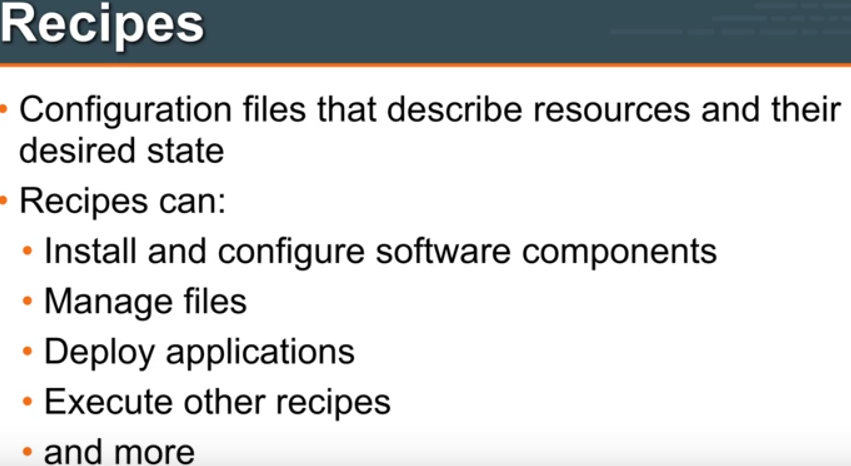 Recipes
• Configuration files that describe resources and their
desired state
• Recipes can:
• Install and configure software components
• Manage files
• Deploy applications
• Execute other recipes
• and more